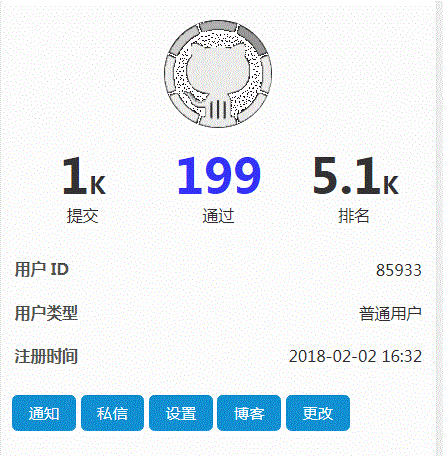 1K 199 5.1K
提交 通过 排名
用户 ID 85933
用户类型 普通用户
注册时间 2018-02-02 16:32
通知 私信 设置 博客 更改